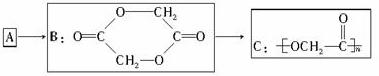 A → B: O=C O—CH₂ C=O CH₂—O → C: ⁅OCH₂—C(=O)⁆ₙ